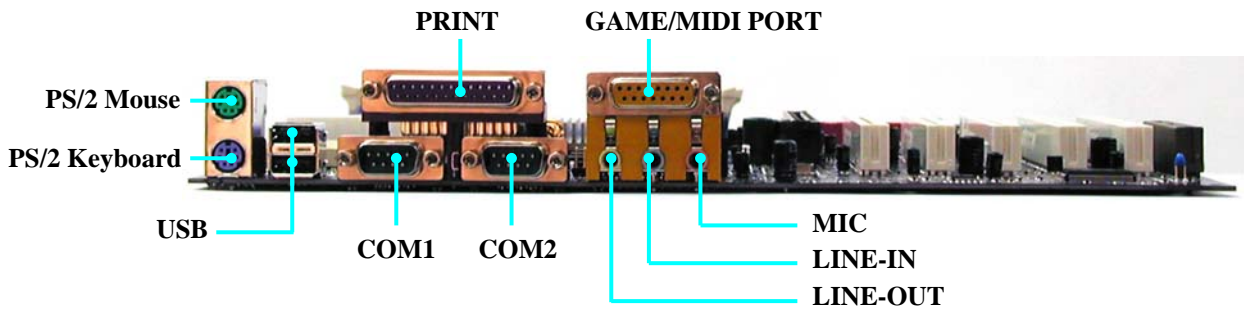 PRINT
GAME/MIDI PORT
PS/2 Mouse
PS/2 Keyboard
USB
COM1
COM2
MIC
LINE-IN
LINE-OUT